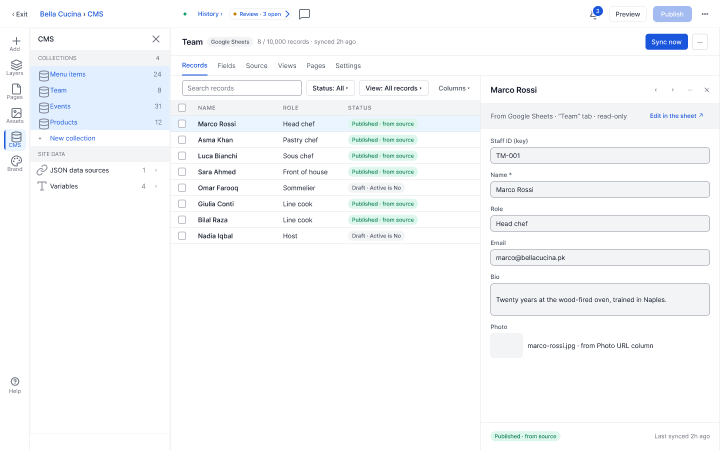 ‹ Exit
Bella Cucina › CMS
History ›
Review · 3 open
3
Preview
Publish
Add
Layers
Pages
Assets
CMS
Brand
Help
CMS
COLLECTIONS 4
Menu items 24
Team 8
Events 31
Products 12
+ New collection
SITE DATA
JSON data sources 1
Variables 4
Team Google Sheets 8 / 10,000 records · synced 2h ago
Sync now
Records Fields Source Views Pages Settings
Search records
Status: All
View: All records
Columns
NAME ROLE STATUS
Marco Rossi Head chef Published · from source
Asma Khan Pastry chef Published · from source
Luca Bianchi Sous chef Published · from source
Sara Ahmed Front of house Published · from source
Omar Farooq Sommelier Draft · Active is No
Giulia Conti Line cook Published · from source
Bilal Raza Line cook Published · from source
Nadia Iqbal Host Draft · Active is No
Marco Rossi
From Google Sheets · "Team" tab · read-only
Edit in the sheet ↗
Staff ID (key)
TM-001
Name *
Marco Rossi
Role
Head chef
Email
marco@bellacucina.pk
Bio
Twenty years at the wood-fired oven, trained in Naples.
Photo
marco-rossi.jpg · from Photo URL column
Published · from source
Last synced 2h ago